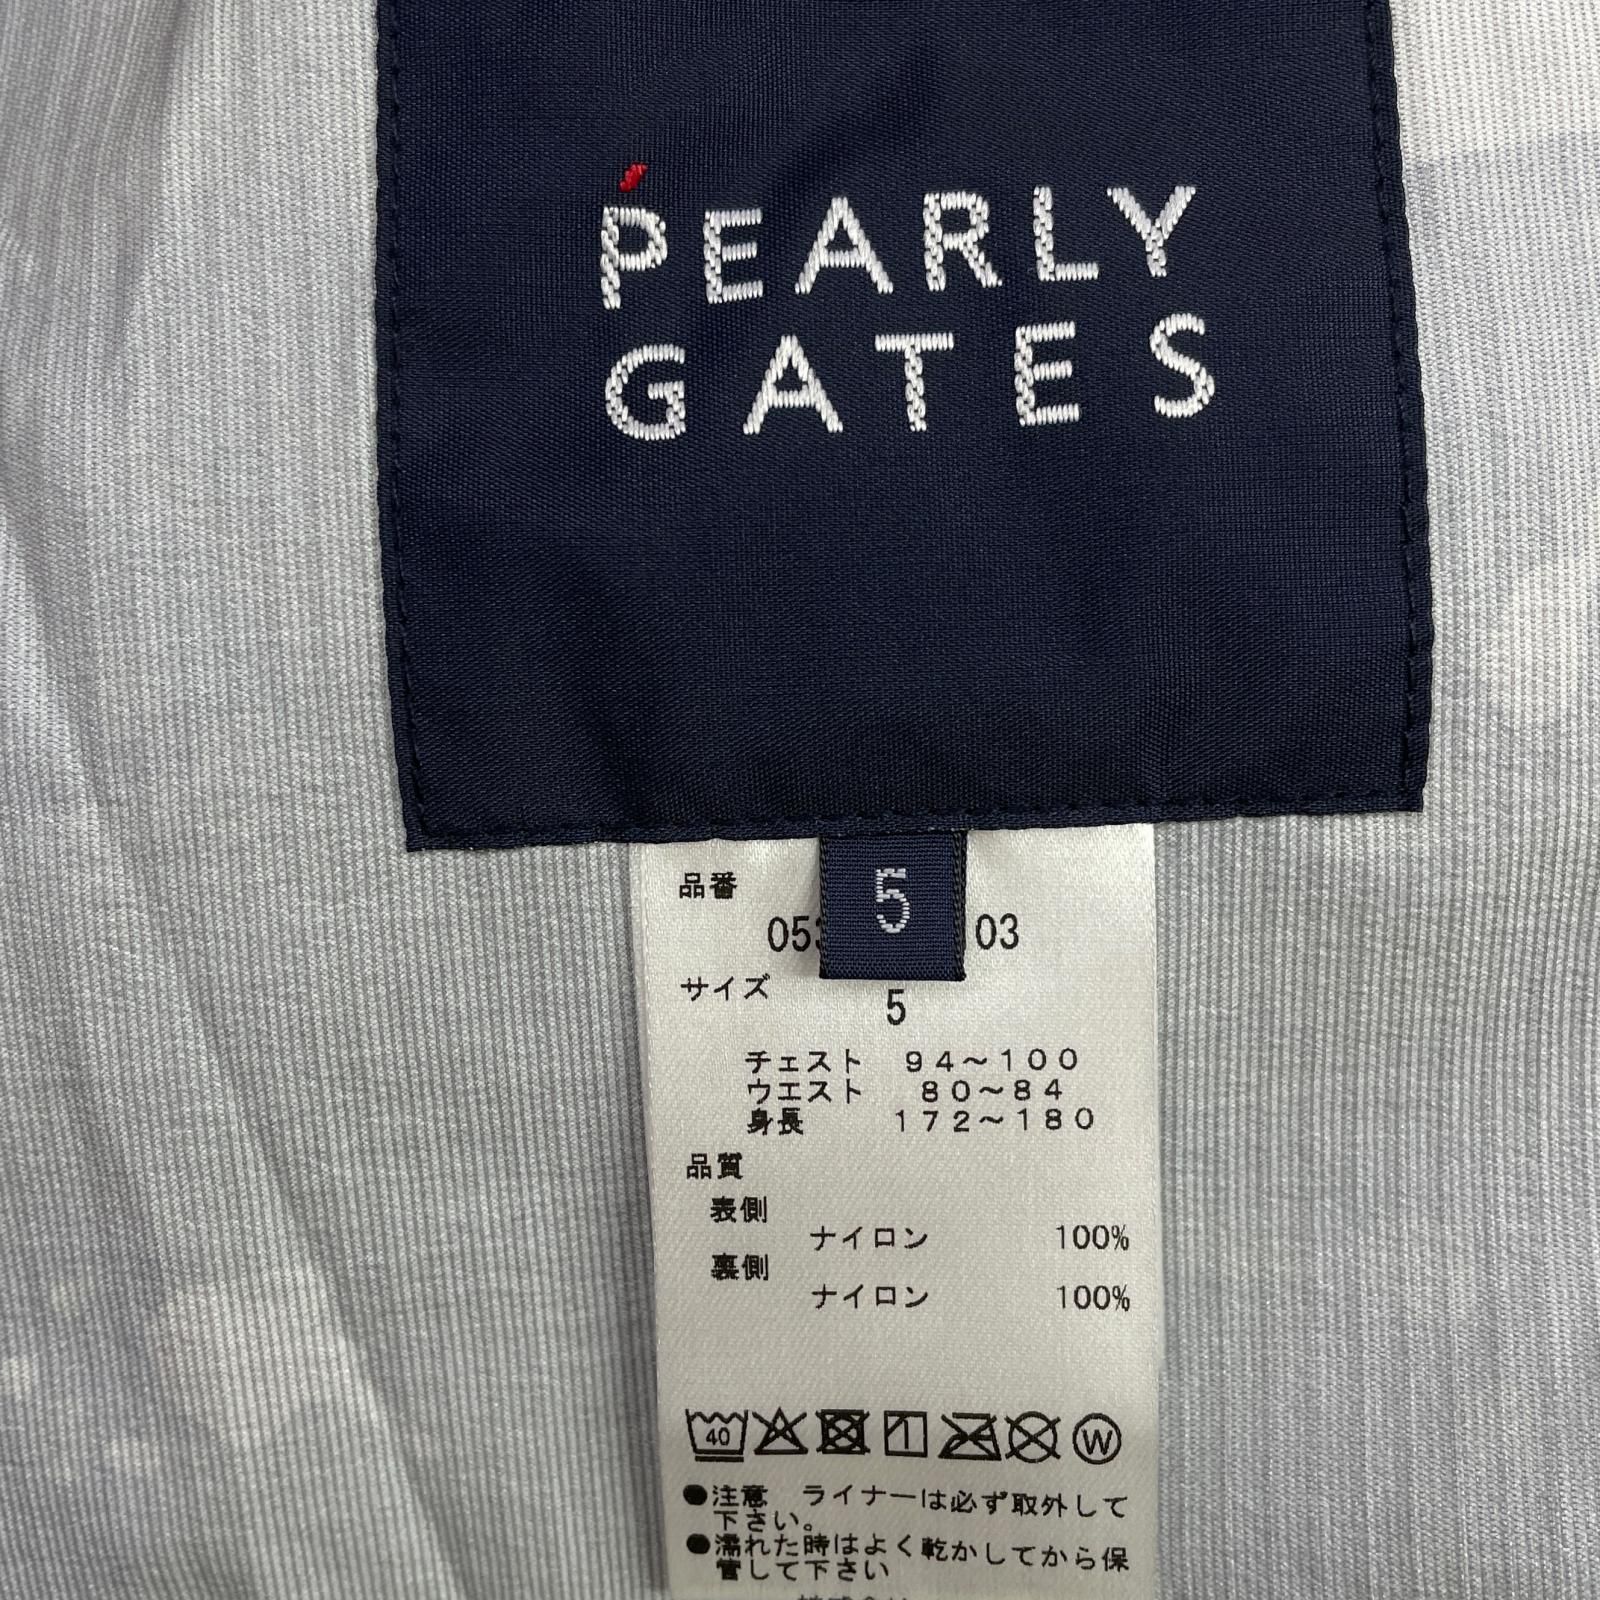 PEARLY
GATES
5
品番
053 03
サイズ
5
チェスト 94～100
ウエスト 80～84
身長 172～180
品質
表側
ナイロン 100%
裏側
ナイロン 100%
40
W
●注意 ライナーは必ず取外して
下さい。
●濡れた時はよく乾かしてから保
管して下さい